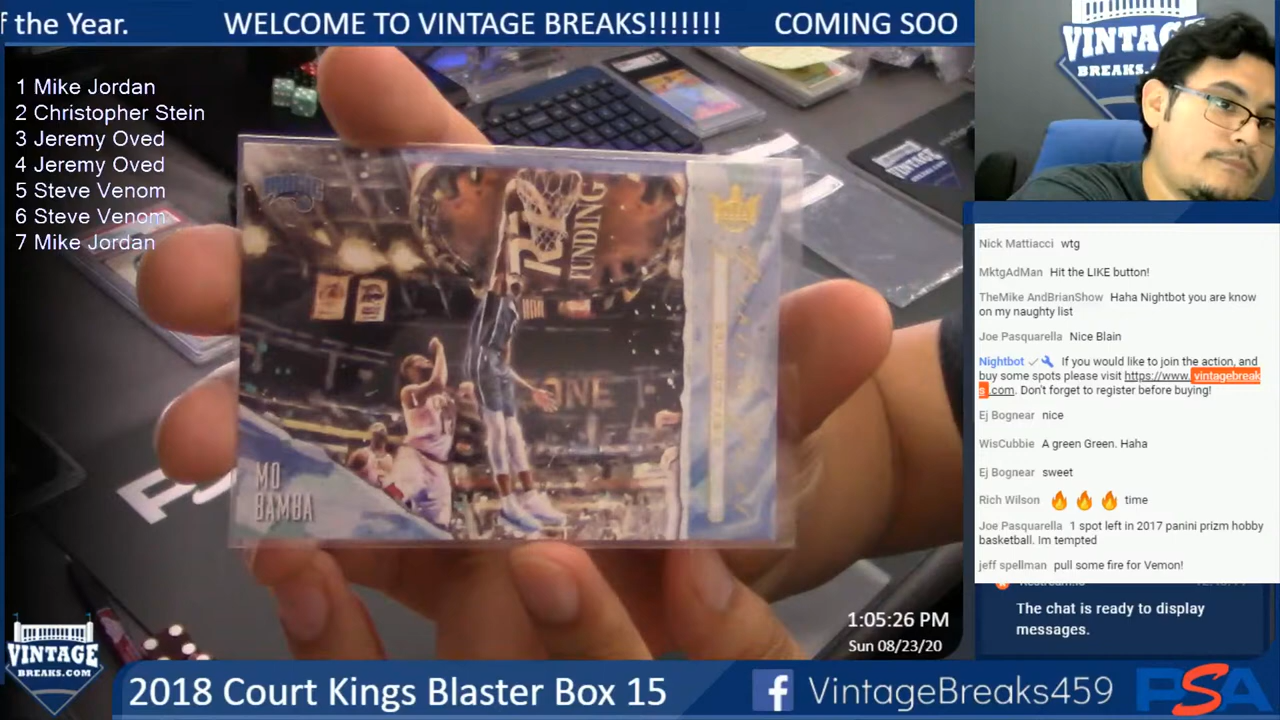 f the Year. WELCOME TO VINTAGE BREAKS!!!!!!! COMING SOO
1 Mike Jordan
2 Christopher Stein
3 Jeremy Oved
4 Jeremy Oved
5 Steve Venom
6 Steve Venom
7 Mike Jordan
FUNDING
ONE
MO
BAMBA
VINTAGE
BREAKS.COM
1:05:26 PM
Sun 08/23/20
2018 Court Kings Blaster Box 15
VintageBreaks459
PSA
VINTAGE
BREAKS.
Nick Mattiacci wtg
MktgAdMan Hit the LIKE button!
TheMike AndBrianShow Haha Nightbot you are know
on my naughty list
Joe Pasquarella Nice Blain
Nightbot If you would like to join the action, and
buy some spots please visit https://www.vintagebreak
s.com. Don't forget to register before buying!
Ej Bognear nice
WisCubbie A green Green. Haha
Ej Bognear sweet
Rich Wilson 🔥 🔥 🔥 time
Joe Pasquarella 1 spot left in 2017 panini prizm hobby
basketball. Im tempted
jeff spellman pull some fire for Vemon!
The chat is ready to display
messages.